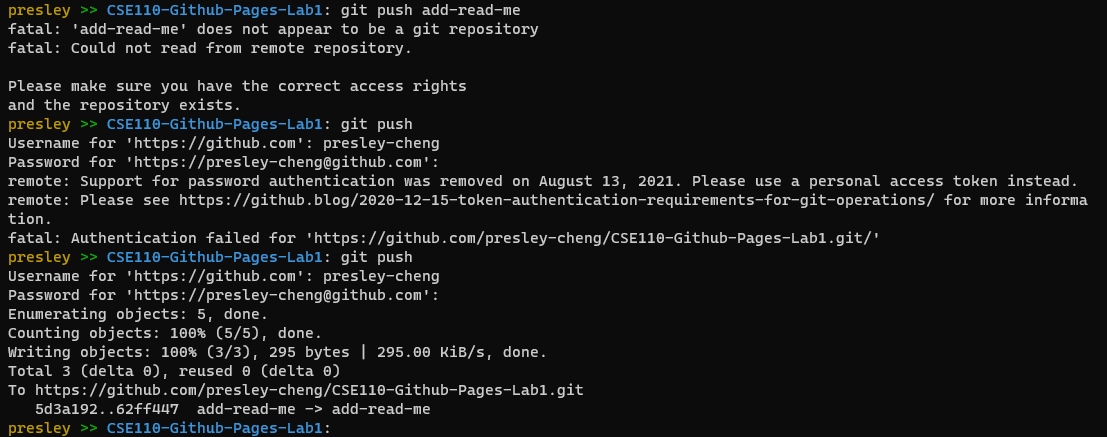 presley >> CSE110-Github-Pages-Lab1: git push add-read-me
fatal: 'add-read-me' does not appear to be a git repository
fatal: Could not read from remote repository.
Please make sure you have the correct access rights
and the repository exists.
presley >> CSE110-Github-Pages-Lab1: git push
Username for 'https://github.com': presley-cheng
Password for 'https://presley-cheng@github.com':
remote: Support for password authentication was removed on August 13, 2021. Please use a personal access token instead.
remote: Please see https://github.blog/2020-12-15-token-authentication-requirements-for-git-operations/ for more informa
tion.
fatal: Authentication failed for 'https://github.com/presley-cheng/CSE110-Github-Pages-Lab1.git/'
presley >> CSE110-Github-Pages-Lab1: git push
Username for 'https://github.com': presley-cheng
Password for 'https://presley-cheng@github.com':
Enumerating objects: 5, done.
Counting objects: 100% (5/5), done.
Writing objects: 100% (3/3), 295 bytes | 295.00 KiB/s, done.
Total 3 (delta 0), reused 0 (delta 0)
To https://github.com/presley-cheng/CSE110-Github-Pages-Lab1.git
   5d3a192..62ff447  add-read-me -> add-read-me
presley >> CSE110-Github-Pages-Lab1: